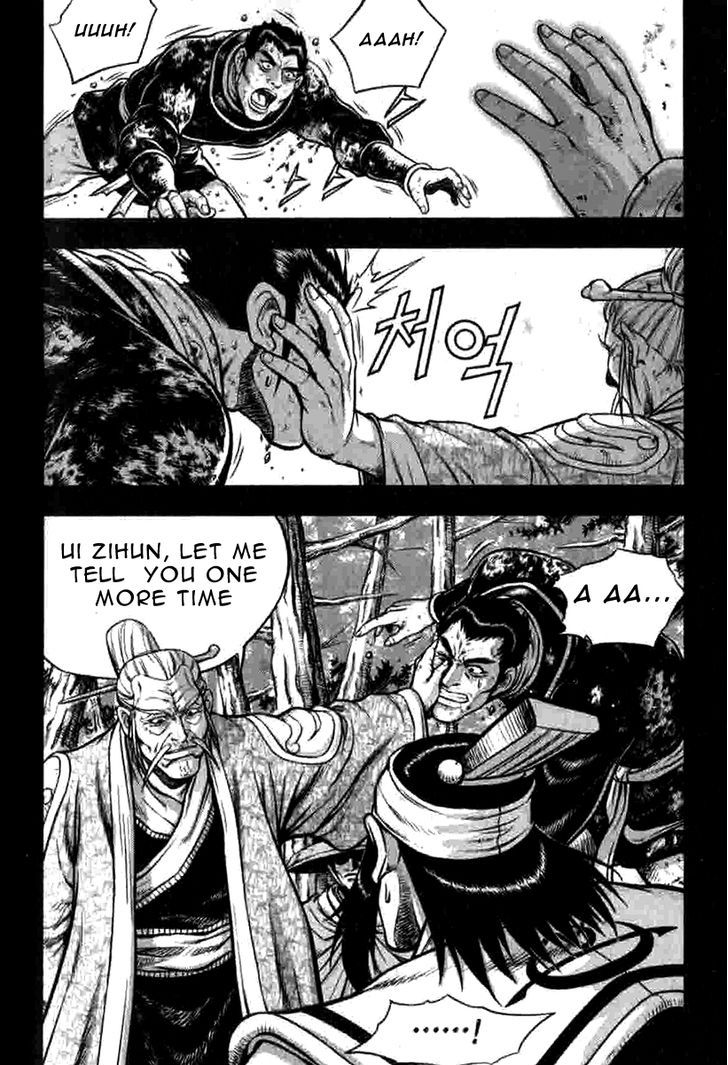 UUUH!
AAAH!
처억
UI ZIHUN, LET ME
TELL YOU ONE
MORE TIME
A AA...
......!